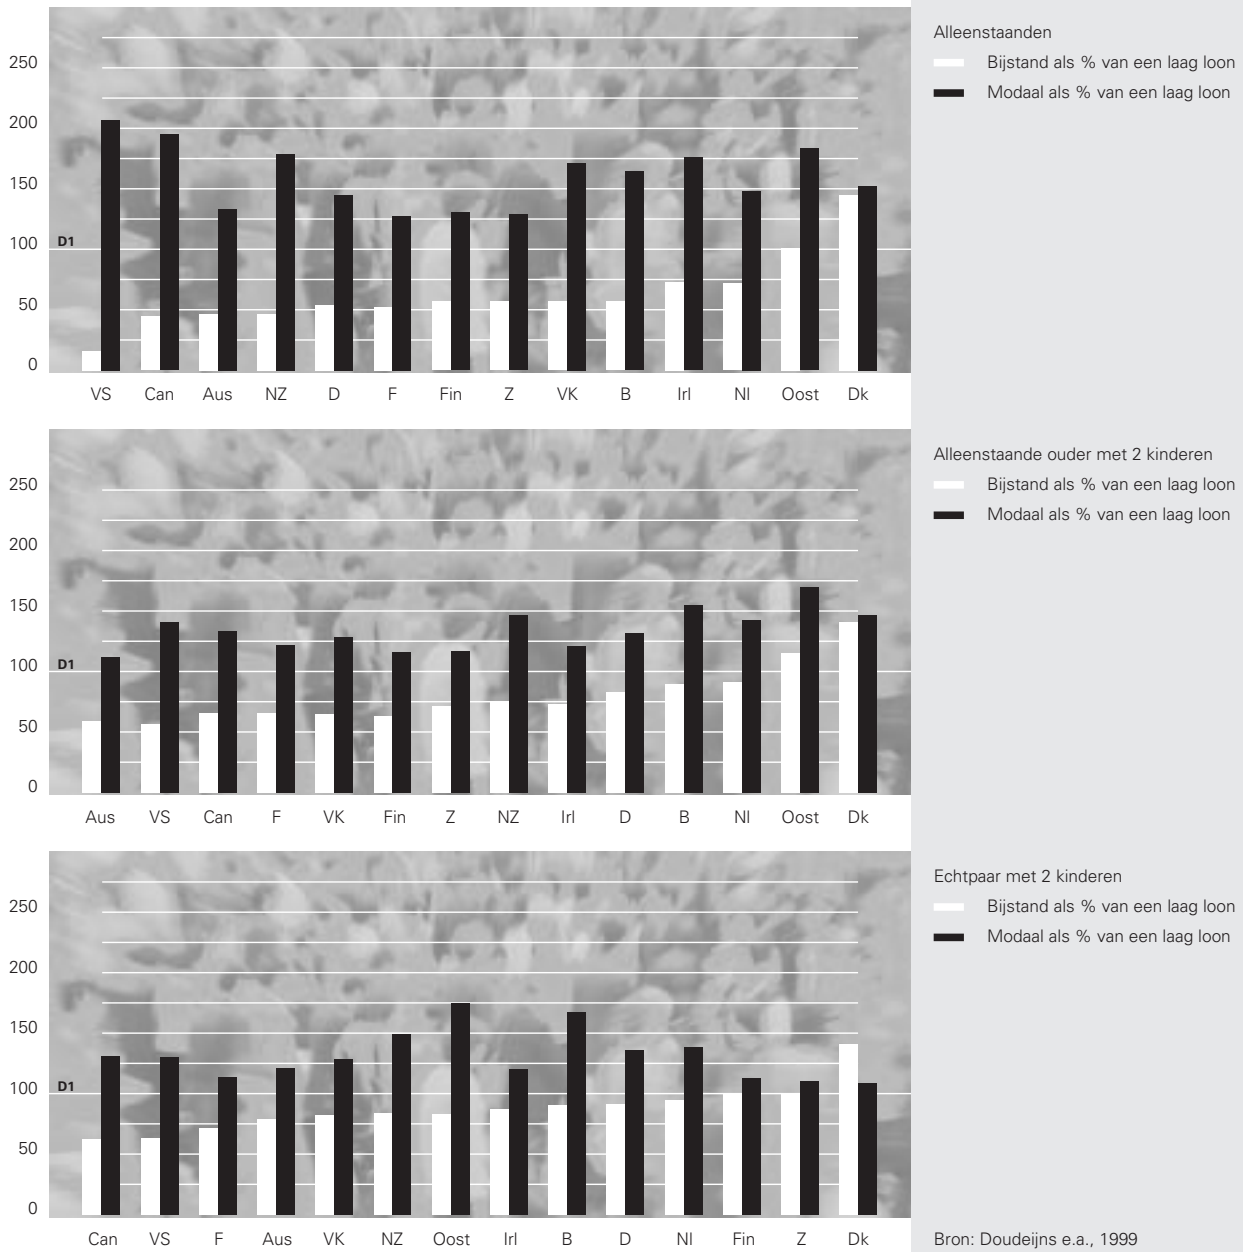 Alleenstaanden
Bijstand als % van een laag loon
Modaal als % van een laag loon
250
200
150
100
50
0
D1
VS Can Aus NZ D F Fin Z VK B Irl Nl Oost Dk
Alleenstaande ouder met 2 kinderen
Bijstand als % van een laag loon
Modaal als % van een laag loon
250
200
150
100
50
0
D1
Aus VS Can F VK Fin Z NZ Irl D B Nl Oost Dk
Echtpaar met 2 kinderen
Bijstand als % van een laag loon
Modaal als % van een laag loon
250
200
150
100
50
0
D1
Can VS F Aus VK NZ Oost Irl B D Nl Fin Z Dk
Bron: Doudeijns e.a., 1999